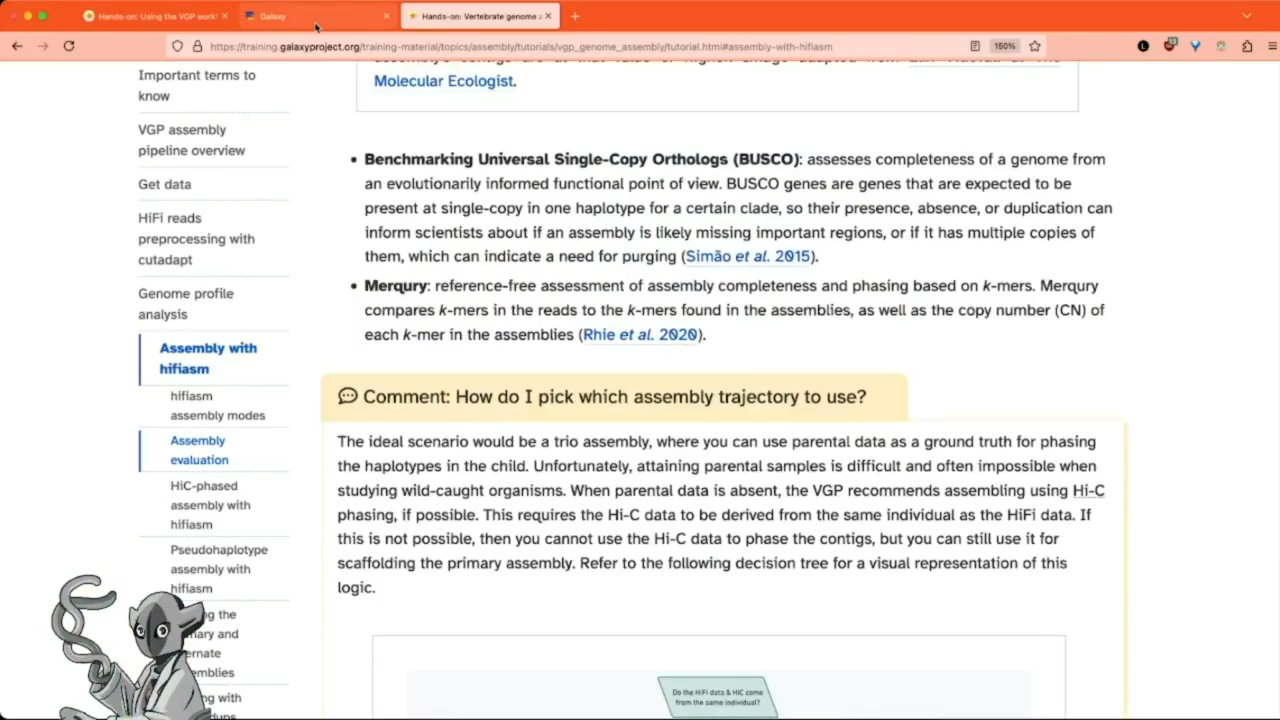 Hands-on: Using the VGP work
Galaxy
Hands-on: Vertebrate genome a
https://training.galaxyproject.org/training-material/topics/assembly/tutorials/vgp_genome_assembly/tutorial.html#assembly-with-hifiasm
150%
Important terms to
know
VGP assembly
pipeline overview
Get data
HiFi reads
preprocessing with
cutadapt
Genome profile
analysis
Assembly with
hifiasm
hifiasm
assembly modes
Assembly
evaluation
HiC-phased
assembly with
hifiasm
Pseudohaplotype
assembly with
hifiasm
the
and
Molecular Ecologist.
• Benchmarking Universal Single-Copy Orthologs (BUSCO): assesses completeness of a genome from
an evolutionarily informed functional point of view. BUSCO genes are genes that are expected to be
present at single-copy in one haplotype for a certain clade, so their presence, absence, or duplication can
inform scientists about if an assembly is likely missing important regions, or if it has multiple copies of
them, which can indicate a need for purging (Simão et al. 2015).
• Merqury: reference-free assessment of assembly completeness and phasing based on k-mers. Merqury
compares k-mers in the reads to the k-mers found in the assemblies, as well as the copy number (CN) of
each k-mer in the assemblies (Rhie et al. 2020).
Comment: How do I pick which assembly trajectory to use?
The ideal scenario would be a trio assembly, where you can use parental data as a ground truth for phasing
the haplotypes in the child. Unfortunately, attaining parental samples is difficult and often impossible when
studying wild-caught organisms. When parental data is absent, the VGP recommends assembling using Hi-C
phasing, if possible. This requires the Hi-C data to be derived from the same individual as the HiFi data. If
this is not possible, then you cannot use the Hi-C data to phase the contigs, but you can still use it for
scaffolding the primary assembly. Refer to the following decision tree for a visual representation of this
logic.
Do the HiFi data & HiC come
from the same individual?